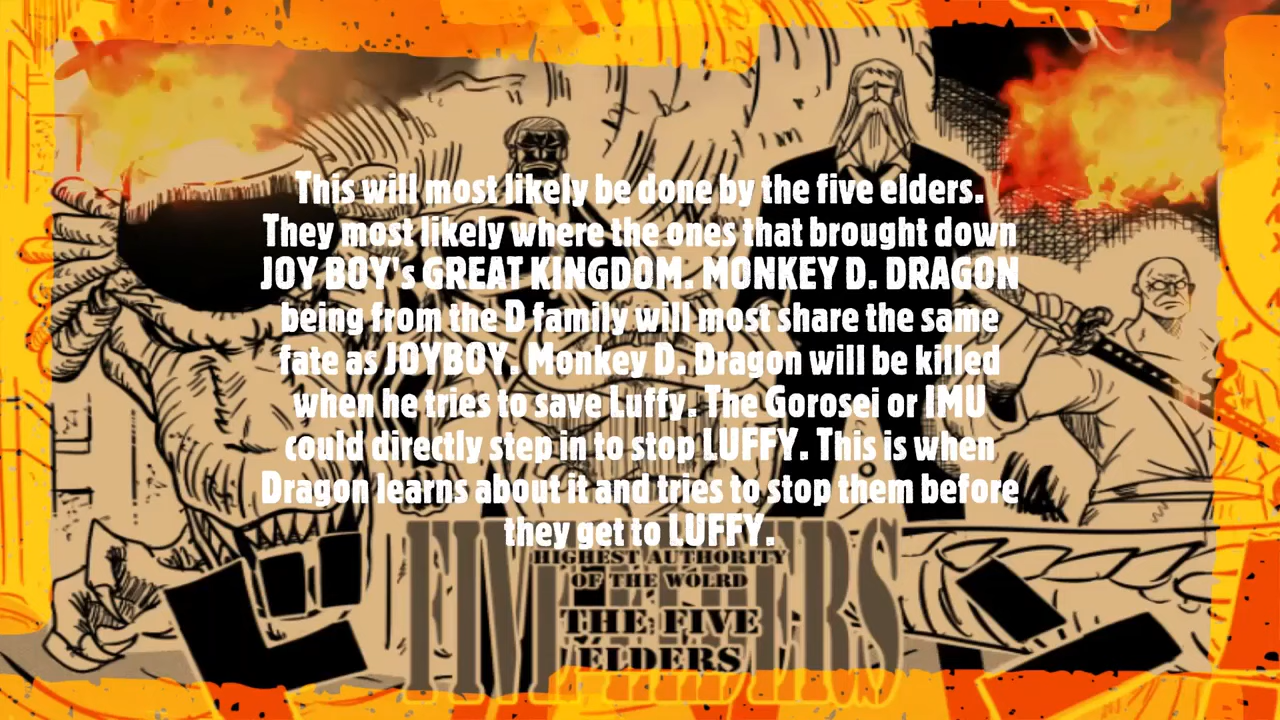 This will most likely be done by the five elders.
They most likely where the ones that brought down
JOY BOY's GREAT KINGDOM. MONKEY D. DRAGON
being from the D family will most share the same
fate as JOYBOY. Monkey D. Dragon will be killed
when he tries to save Luffy. The Gorosei or IMU
could directly step in to stop LUFFY. This is when
Dragon learns about it and tries to stop them before
they get to LUFFY.
FIVE ELDERS
HIGHEST AUTHORITY
OF THE WOLRD
THE FIVE
ELDERS